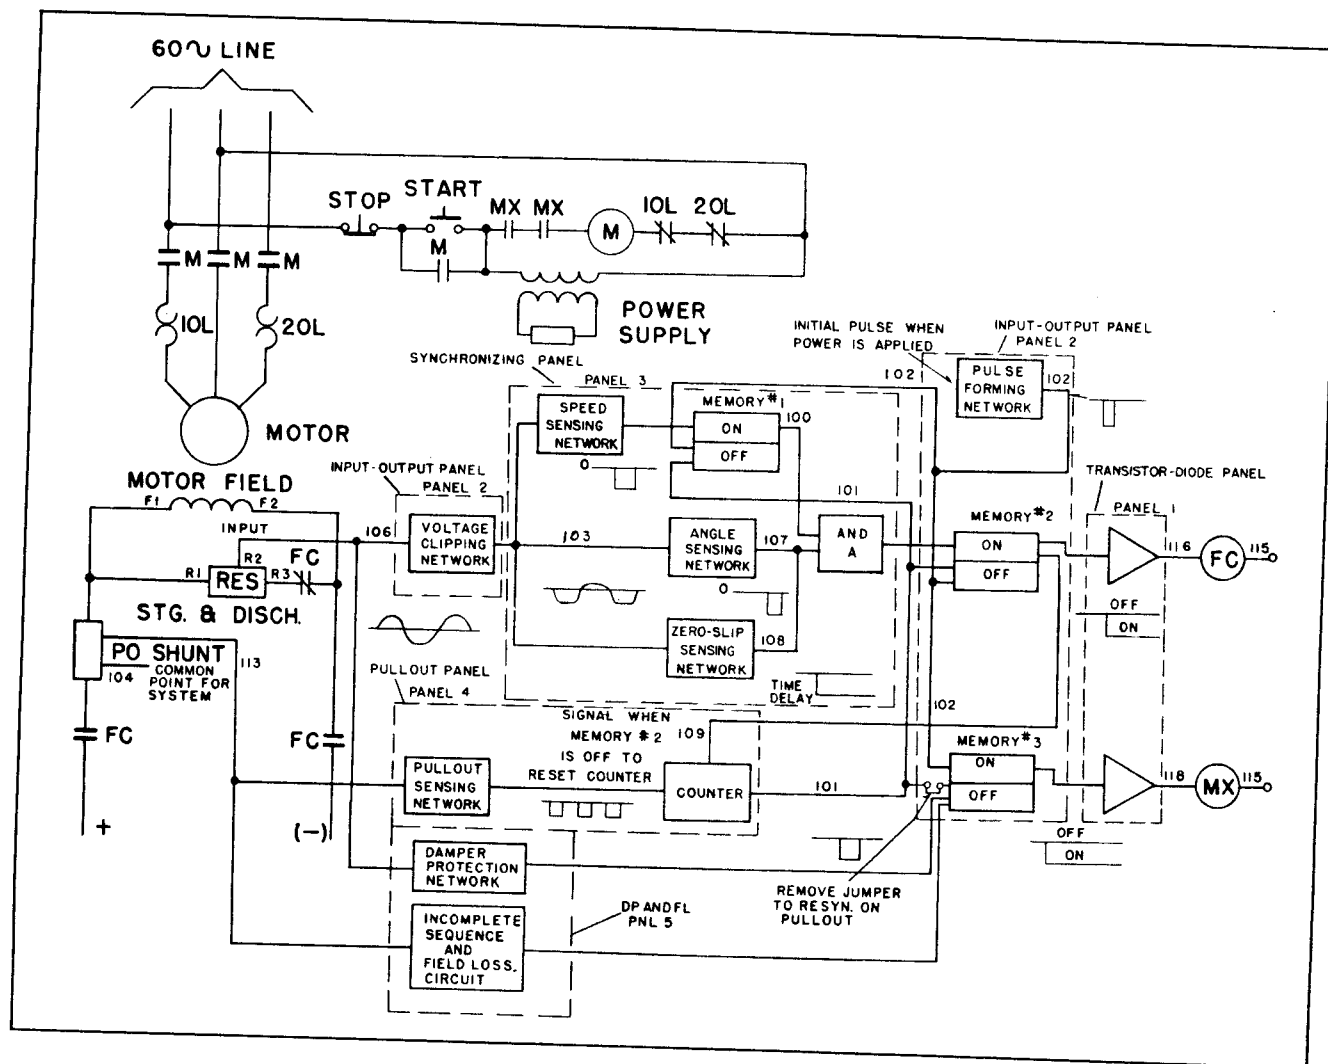 60∿ LINE
STOP
START
MX MX
M
10L 20L
M
M M M
10L
20L
POWER
SUPPLY
MOTOR
INITIAL PULSE WHEN
POWER IS APPLIED
INPUT-OUTPUT PANEL
PANEL 2
PULSE
FORMING
NETWORK
102
102
SYNCHRONIZING PANEL
PANEL 3
SPEED
SENSING
NETWORK
MEMORY #1
ON
OFF
100
101
0
TRANSISTOR-DIODE PANEL
PANEL 1
MOTOR FIELD
F1 F2
INPUT
R1 R2 R3
RES
FC
STG. & DISCH.
INPUT-OUTPUT PANEL
PANEL 2
106
VOLTAGE
CLIPPING
NETWORK
103
ANGLE
SENSING
NETWORK
107
0
AND
A
MEMORY #2
ON
OFF
116
FC
115
OFF
ON
ZERO-SLIP
SENSING
NETWORK
108
TIME
DELAY
PO SHUNT
104
COMMON
POINT FOR
SYSTEM
113
FC
FC
+
(-)
PULLOUT PANEL
PANEL 4
SIGNAL WHEN
MEMORY #2
IS OFF TO
RESET COUNTER
109
PULLOUT
SENSING
NETWORK
COUNTER
101
102
MEMORY #3
ON
OFF
118
MX
115
OFF
ON
DAMPER
PROTECTION
NETWORK
REMOVE JUMPER
TO RESYN. ON
PULLOUT
INCOMPLETE
SEQUENCE
AND
FIELD LOSS.
CIRCUIT
DP AND FL
PNL 5